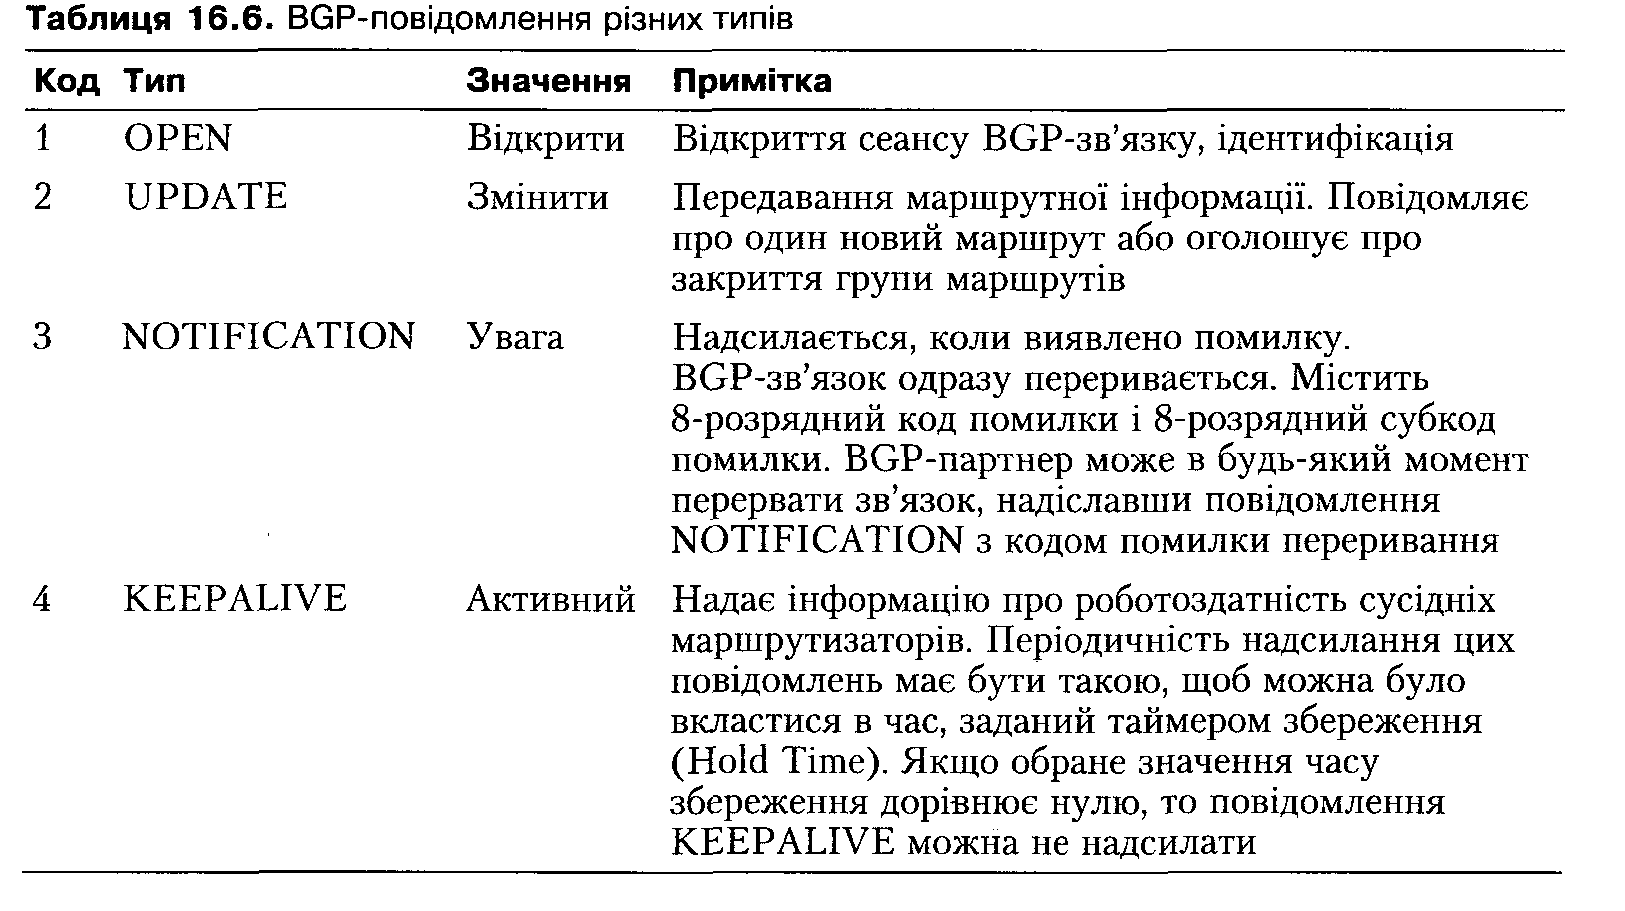 Таблиця 16.6. BGP-повідомлення різних типів
Код Тип Значення Примітка
1 OPEN Відкрити Відкриття сеансу BGP-зв’язку, ідентифікація
2 UPDATE Змінити Передавання маршрутної інформації. Повідомляє
про один новий маршрут або оголошує про
закриття групи маршрутів
3 NOTIFICATION Увага Надсилається, коли виявлено помилку.
BGP-зв’язок одразу переривається. Містить
8-розрядний код помилки і 8-розрядний субкод
помилки. BGP-партнер може в будь-який момент
перервати зв’язок, надіславши повідомлення
NOTIFICATION з кодом помилки переривання
4 KEEPALIVE Активний Надає інформацію про роботоздатність сусідніх
маршрутизаторів. Періодичність надсилання цих
повідомлень має бути такою, щоб можна було
вкластися в час, заданий таймером збереження
(Hold Time). Якщо обране значення часу
збереження дорівнює нулю, то повідомлення
KEEPALIVE можна не надсилати